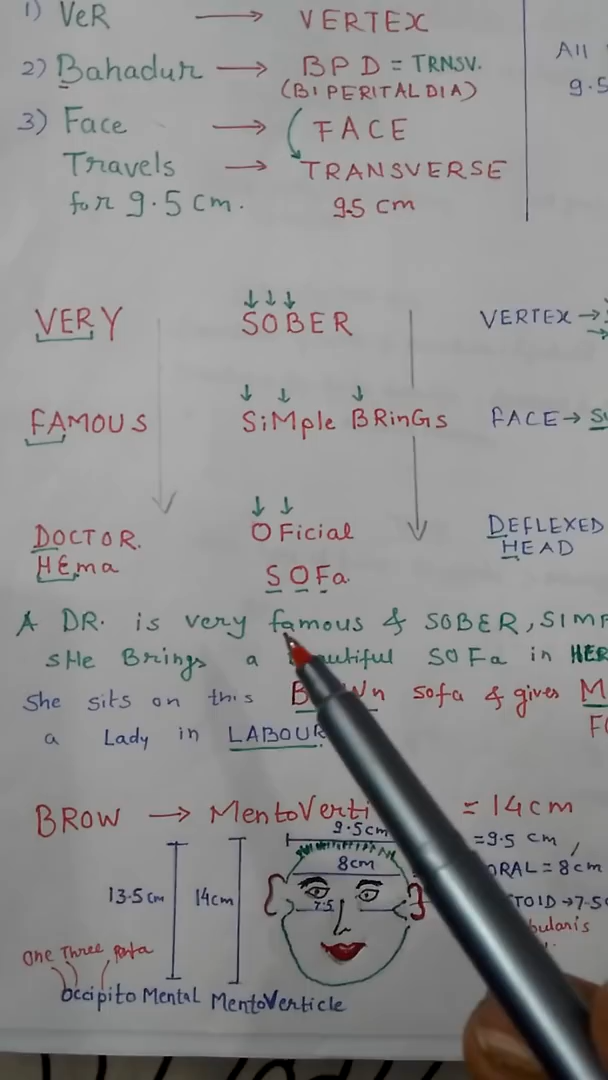 1) VeR → VERTEX
2) Bahadur → BPD = TRNSV.
(BIPERITAL DIA)
3) Face → FACE
Travels → TRANSVERSE
for 9.5 cm. 9.5 cm
All
9.5
VERY SOBER VERTEX →
FAMOUS SiMple BRinGs FACE →
DOCTOR. OFicial DEFLEXED
HEma SOFa HEAD
A DR. is very famous & SOBER, SIMP
SHe Brings a SOFa in HER
She sits on this sofa & gives M
a Lady in LABOUR
BROW → MentoVerti = 14cm
9.5cm = 9.5 cm,
8cm ORAL = 8cm
13.5cm 14cm 7.5 TOID → 7.5
bularis
One Three Penta
Occipito Mental MentoVerticle